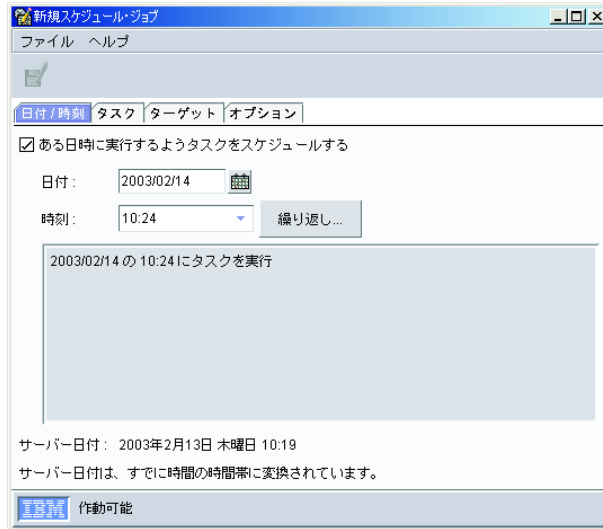 新規スケジュール・ジョブ
ファイル ヘルプ
日付 / 時刻 タスク ターゲット オプション
ある日時に実行するようタスクをスケジュールする
日付 : 2003/02/14
時刻 : 10:24 繰り返し...
2003/02/14 の 10:24 にタスクを実行
サーバー日付 : 2003年2月13日 木曜日 10:19
サーバー日付は、すでに時間の時間帯に変換されています。
IBM 作動可能